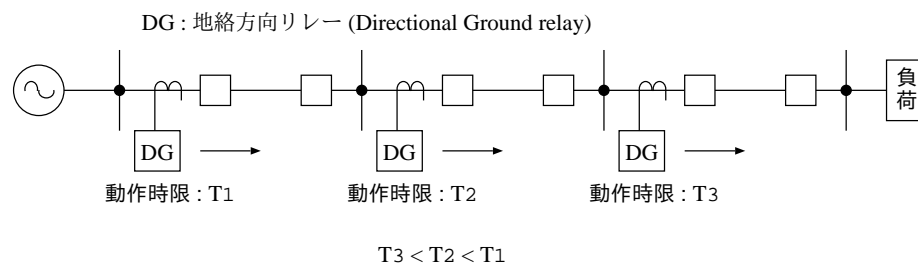 DG : 地絡方向リレー (Directional Ground relay)
負荷
DG
DG
DG
動作時限 : T1
動作時限 : T2
動作時限 : T3
T3 < T2 < T1